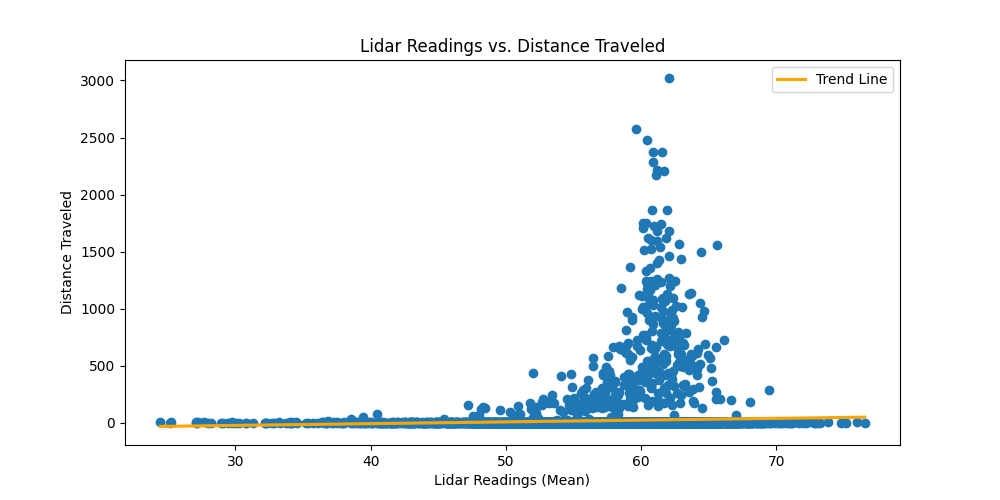 Lidar Readings vs. Distance Traveled
Trend Line
Distance Traveled
3000
2500
2000
1500
1000
500
0
30 40 50 60 70
Lidar Readings (Mean)